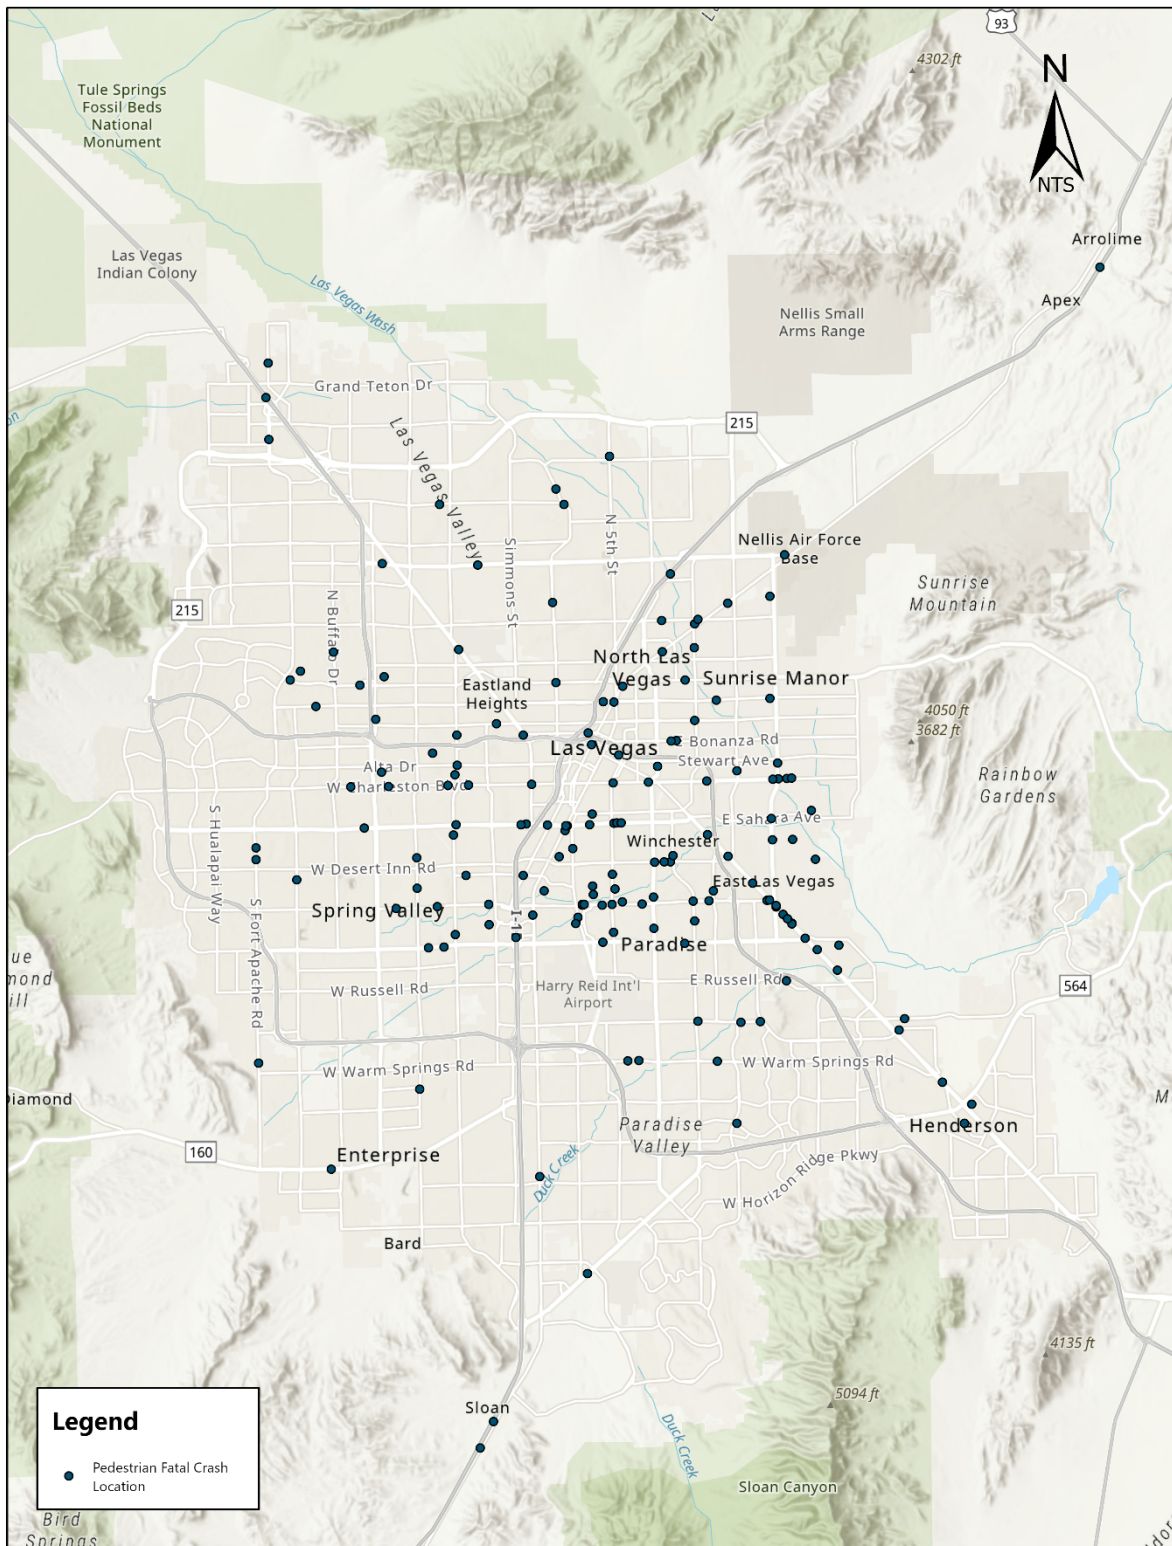 93
4302 ft
N
NTS
Tule Springs
Fossil Beds
National
Monument
Arrolime
Las Vegas
Indian Colony
Las Vegas Wash
Apex
Nellis Small
Arms Range
Grand Teton Dr
Las Vegas Valley
215
N 5th St
Simmons St
Nellis Air Force
Base
Sunrise
Mountain
215
N Buffalo Dr
North Las
Vegas
Sunrise Manor
Eastland
Heights
4050 ft
3682 ft
Las Vegas
E Bonanza Rd
Stewart Ave
Alta Dr
W Charleston Blvd
Rainbow
Gardens
S Hualapai Way
E Sahara Ave
Winchester
W Desert Inn Rd
East Las Vegas
Spring Valley
S Fort Apache Rd
I-1
Paradise
W Russell Rd
Harry Reid Int'l
Airport
E Russell Rd
564
W Warm Springs Rd
W Warm Springs Rd
Diamond
Paradise
Valley
Henderson
160
Enterprise
Duck Creek
W Horizon Ridge Pkwy
Bard
4135 ft
5094 ft
Sloan
Duck Creek
Sloan Canyon
Legend
Pedestrian Fatal Crash
Location
Bird
Springs